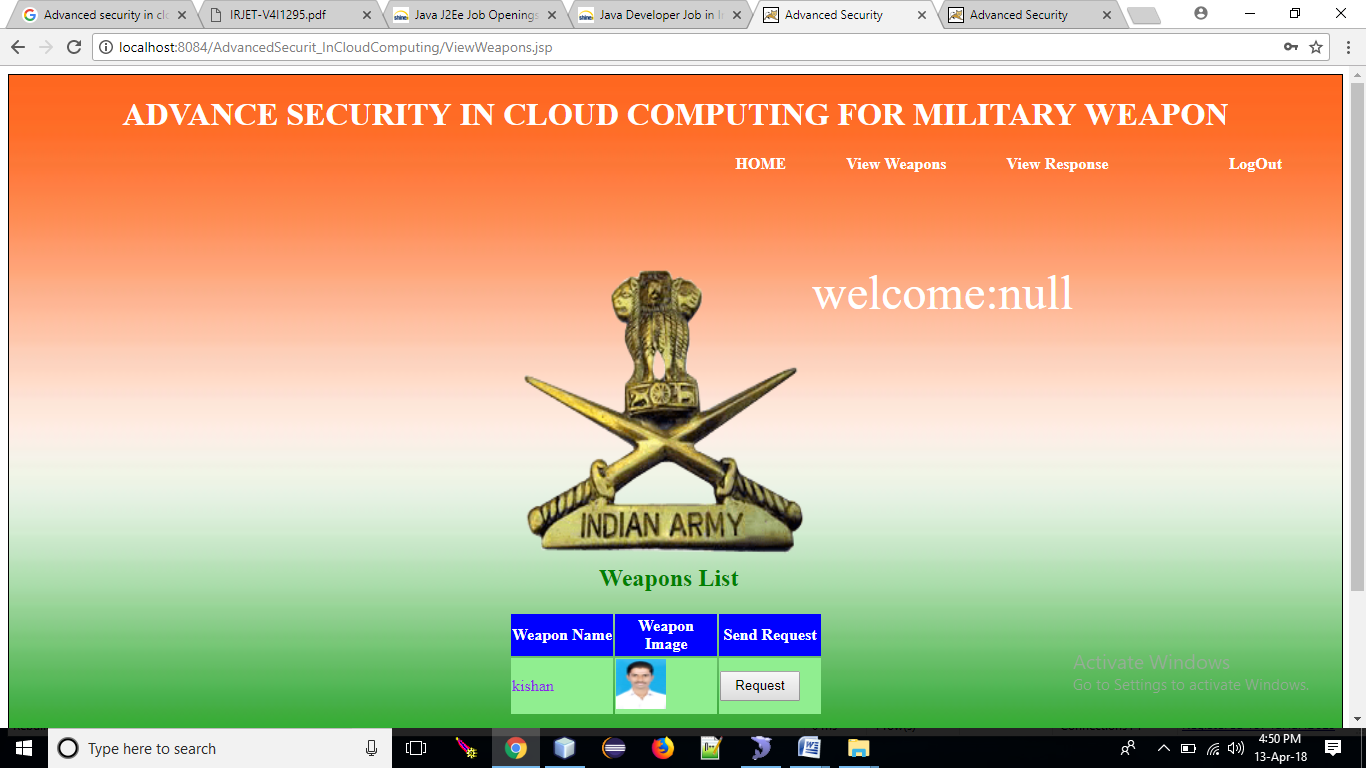 Advanced security in cl
IRJET-V4I1295.pdf
Java J2Ee Job Openings
Java Developer Job in I
Advanced Security
Advanced Security
localhost:8084/AdvancedSecurit_InCloudComputing/ViewWeapons.jsp
ADVANCE SECURITY IN CLOUD COMPUTING FOR MILITARY WEAPON
HOME View Weapons View Response LogOut
welcome:null
INDIAN ARMY
Weapons List
Weapon Name Weapon Image Send Request
kishan Request
Activate Windows
Go to Settings to activate Windows.
Type here to search
4:50 PM
13-Apr-18